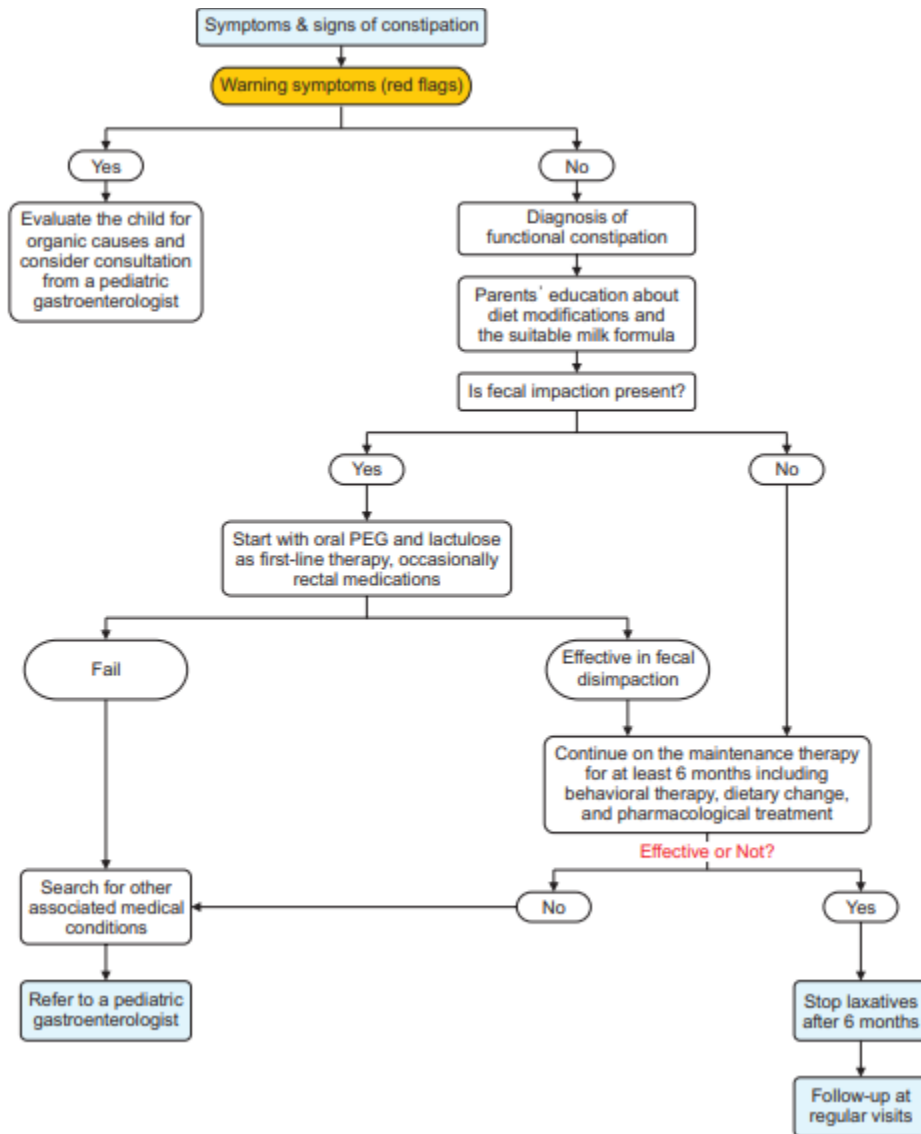 Symptoms & signs of constipation
Warning symptoms (red flags)
Yes
No
Evaluate the child for
organic causes and
consider consultation
from a pediatric
gastroenterologist
Diagnosis of
functional constipation
Parents' education about
diet modifications and
the suitable milk formula
Is fecal impaction present?
Yes
No
Start with oral PEG and lactulose
as first-line therapy, occasionally
rectal medications
Fail
Effective in fecal
disimpaction
Continue on the maintenance therapy
for at least 6 months including
behavioral therapy, dietary change,
and pharmacological treatment
Effective or Not?
Search for other
associated medical
conditions
No
Yes
Refer to a pediatric
gastroenterologist
Stop laxatives
after 6 months
Follow-up at
regular visits